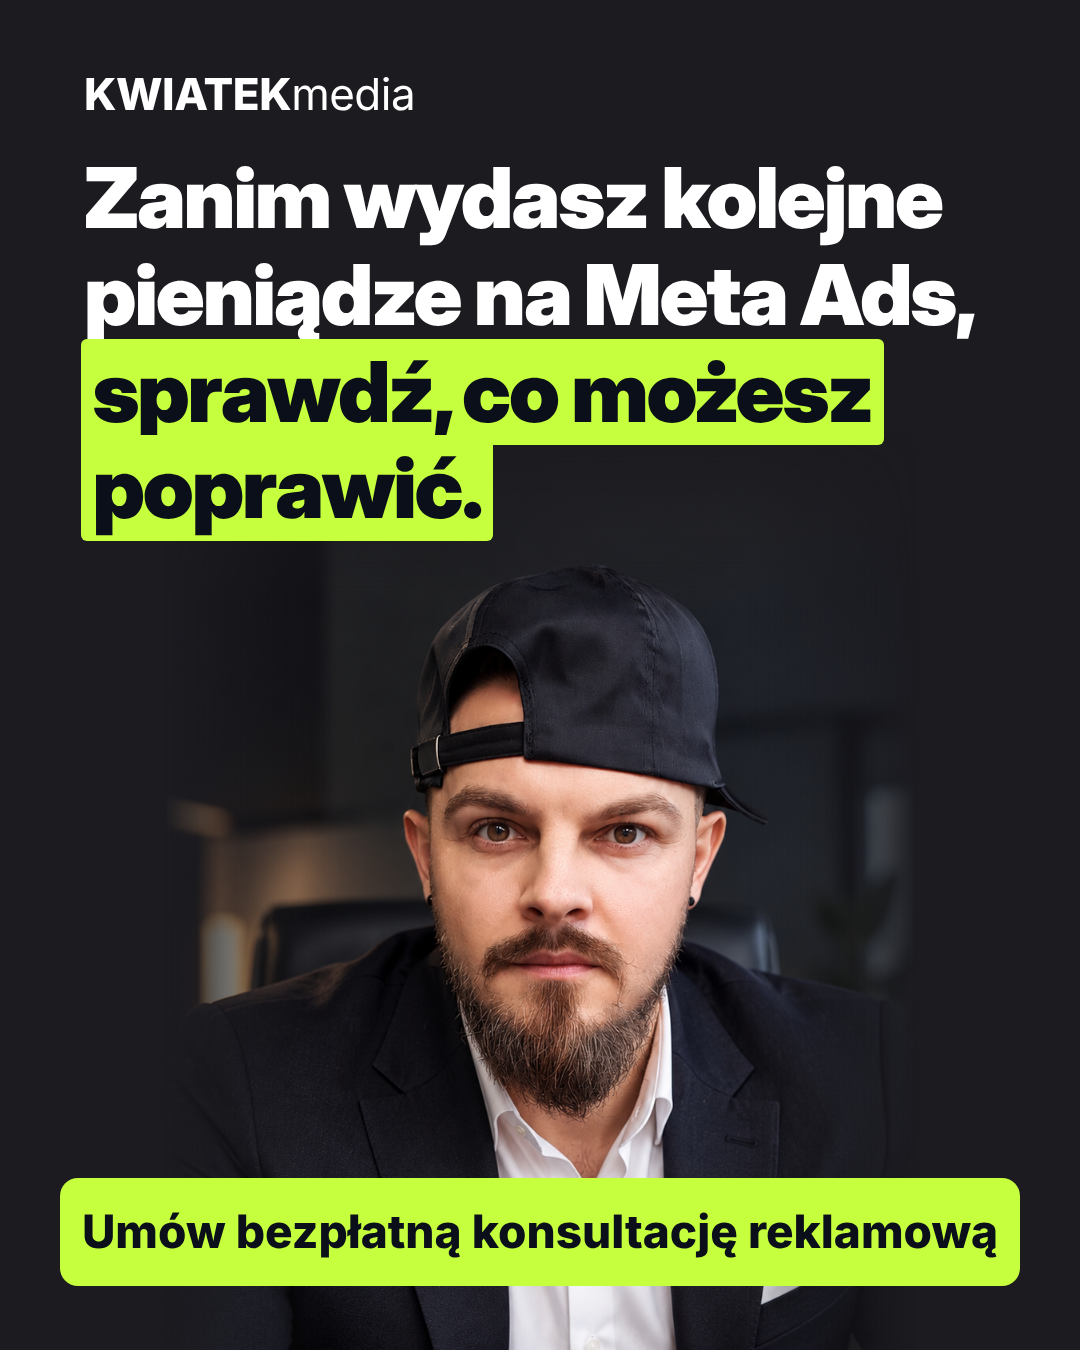 KWIATEKmedia
Zanim wydasz kolejne
pieniądze na Meta Ads,
sprawdź, co możesz
poprawić.
Umów bezpłatną konsultację reklamową